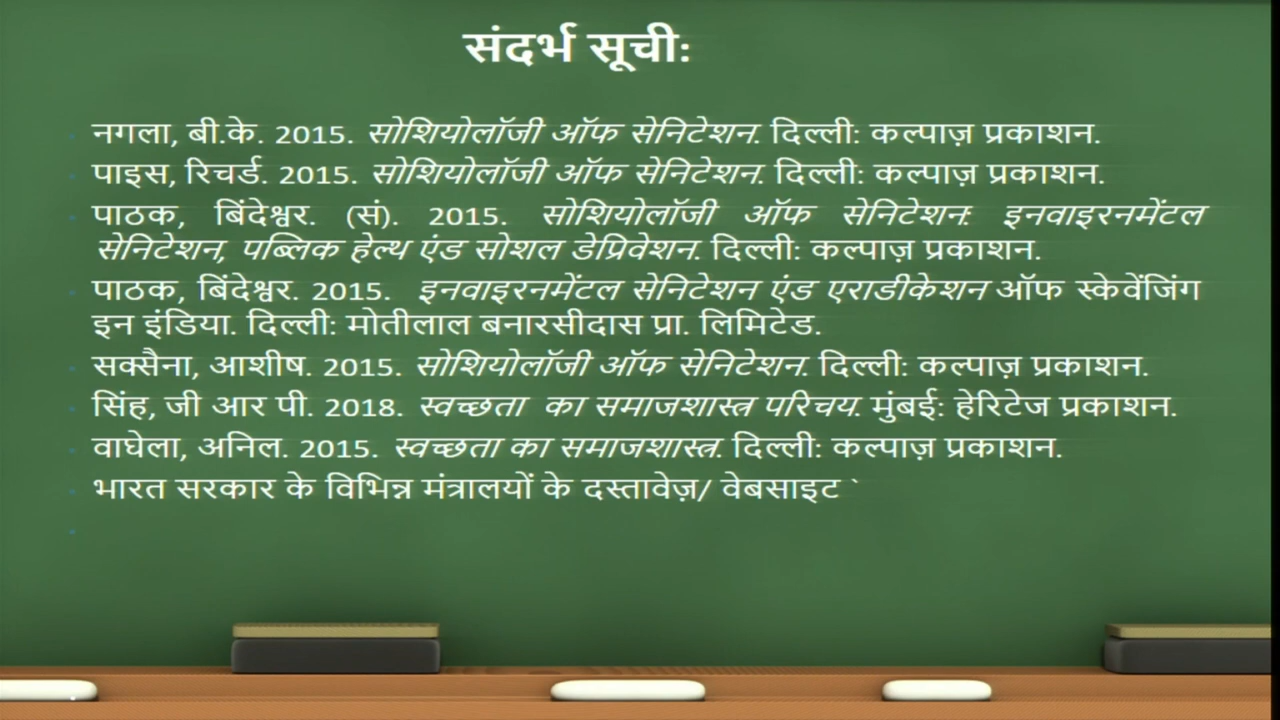 संदर्भ सूची:
नगला, बी.के. 2015. सोशियोलॉजी ऑफ सेनिटेशन. दिल्ली: कल्पाज़ प्रकाशन.
पाइस, रिचर्ड. 2015. सोशियोलॉजी ऑफ सेनिटेशन. दिल्ली: कल्पाज़ प्रकाशन.
पाठक, बिंदेश्वर. (सं). 2015. सोशियोलॉजी ऑफ सेनिटेशन: इनवाइरनमेंटल
सेनिटेशन, पब्लिक हेल्थ एंड सोशल डेप्रिवेशन. दिल्ली: कल्पाज़ प्रकाशन.
पाठक, बिंदेश्वर. 2015. इनवाइरनमेंटल सेनिटेशन एंड एराडीकेशन ऑफ स्केवेंजिंग
इन इंडिया. दिल्ली: मोतीलाल बनारसीदास प्रा. लिमिटेड.
सक्सैना, आशीष. 2015. सोशियोलॉजी ऑफ सेनिटेशन. दिल्ली: कल्पाज़ प्रकाशन.
सिंह, जी आर पी. 2018. स्वच्छता का समाजशास्त्र परिचय. मुंबई: हेरिटेज प्रकाशन.
वाघेला, अनिल. 2015. स्वच्छता का समाजशास्त्र. दिल्ली: कल्पाज़ प्रकाशन.
भारत सरकार के विभिन्न मंत्रालयों के दस्तावेज़/ वेबसाइट `